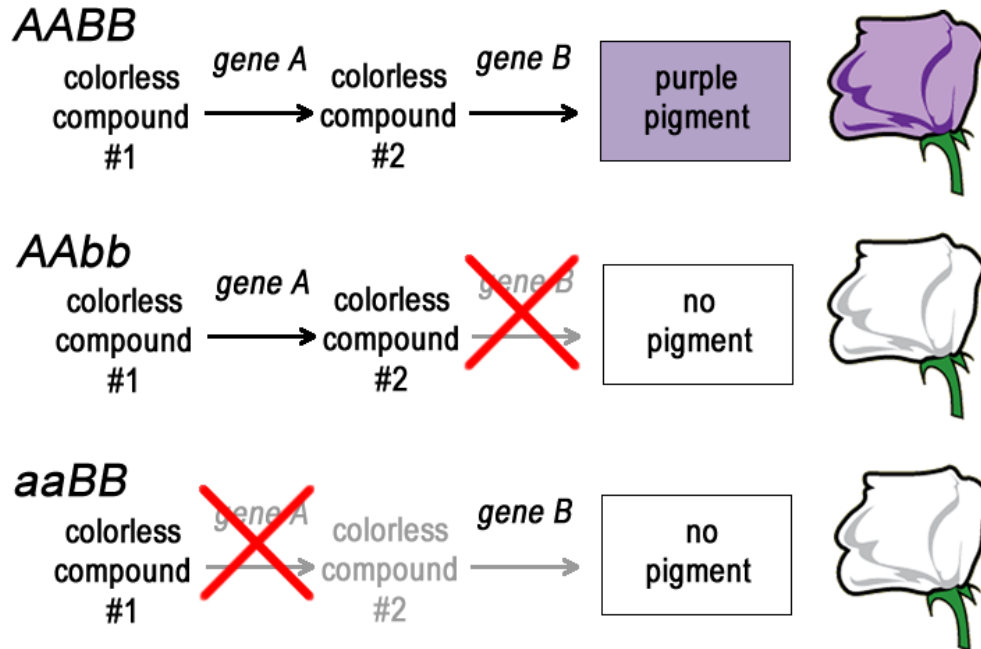 AABB
gene A
gene B
colorless
compound
#1
colorless
compound
#2
purple
pigment
AAbb
gene A
gene B
colorless
compound
#1
colorless
compound
#2
no
pigment
aaBB
gene A
gene B
colorless
compound
#1
colorless
compound
#2
no
pigment